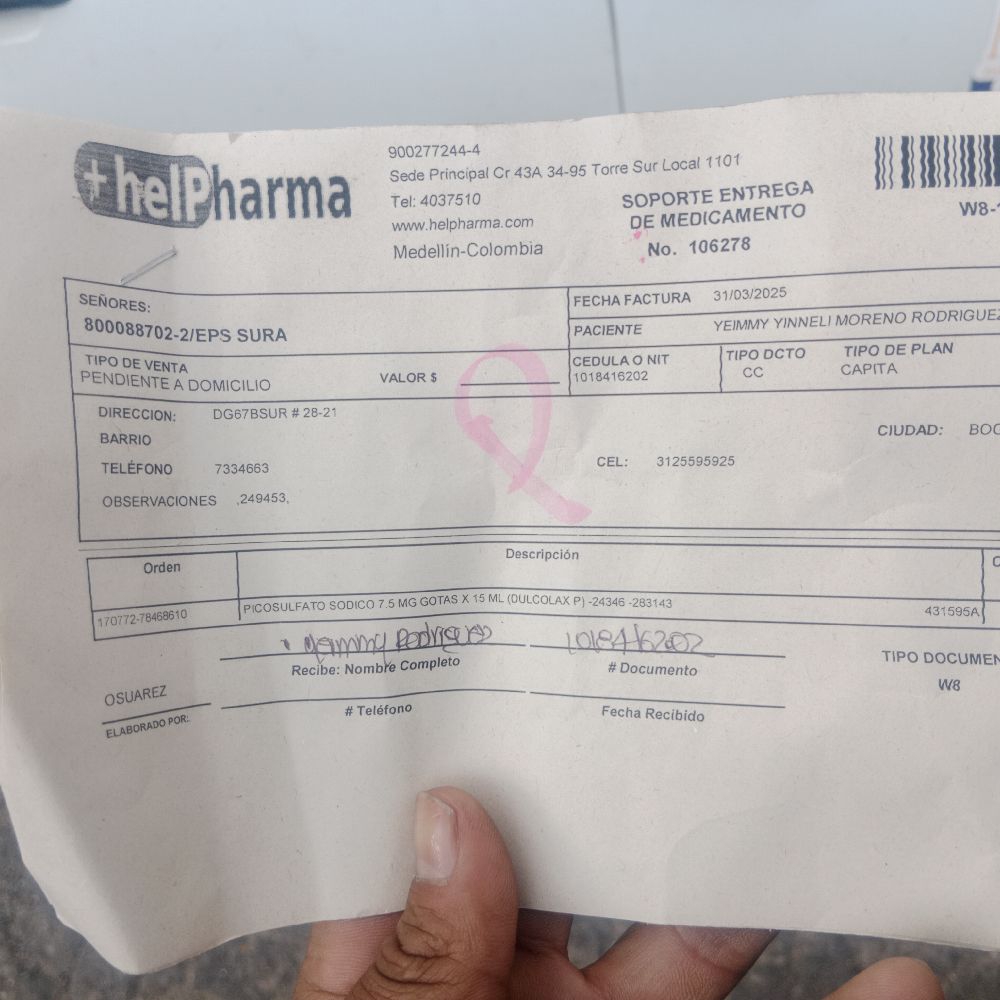 +helPharma
900277244-4
Sede Principal Cr 43A 34-95 Torre Sur Local 1101
Tel: 4037510
www.helpharma.com
Medellín-Colombia
SOPORTE ENTREGA
DE MEDICAMENTO
No. 106278
W8-1
SEÑORES:
800088702-2/EPS SURA
FECHA FACTURA 31/03/2025
PACIENTE YEIMMY YINNELI MORENO RODRIGUEZ
TIPO DE VENTA
PENDIENTE A DOMICILIO
VALOR $
CEDULA O NIT
1018416202
TIPO DCTO
CC
TIPO DE PLAN
CAPITA
DIRECCION: DG67BSUR # 28-21
BARRIO
CIUDAD: BOG
TELÉFONO 7334663
CEL: 3125595925
OBSERVACIONES ,249453,
Orden Descripción
170772-78468610 PICOSULFATO SODICO 7.5 MG GOTAS X 15 ML (DULCOLAX P) -24346 -283143 431595A
Yeimmy Rodriguez 1018416202
Recibe: Nombre Completo # Documento
TIPO DOCUMEN
W8
OSUAREZ
ELABORADO POR:
# Teléfono Fecha Recibido